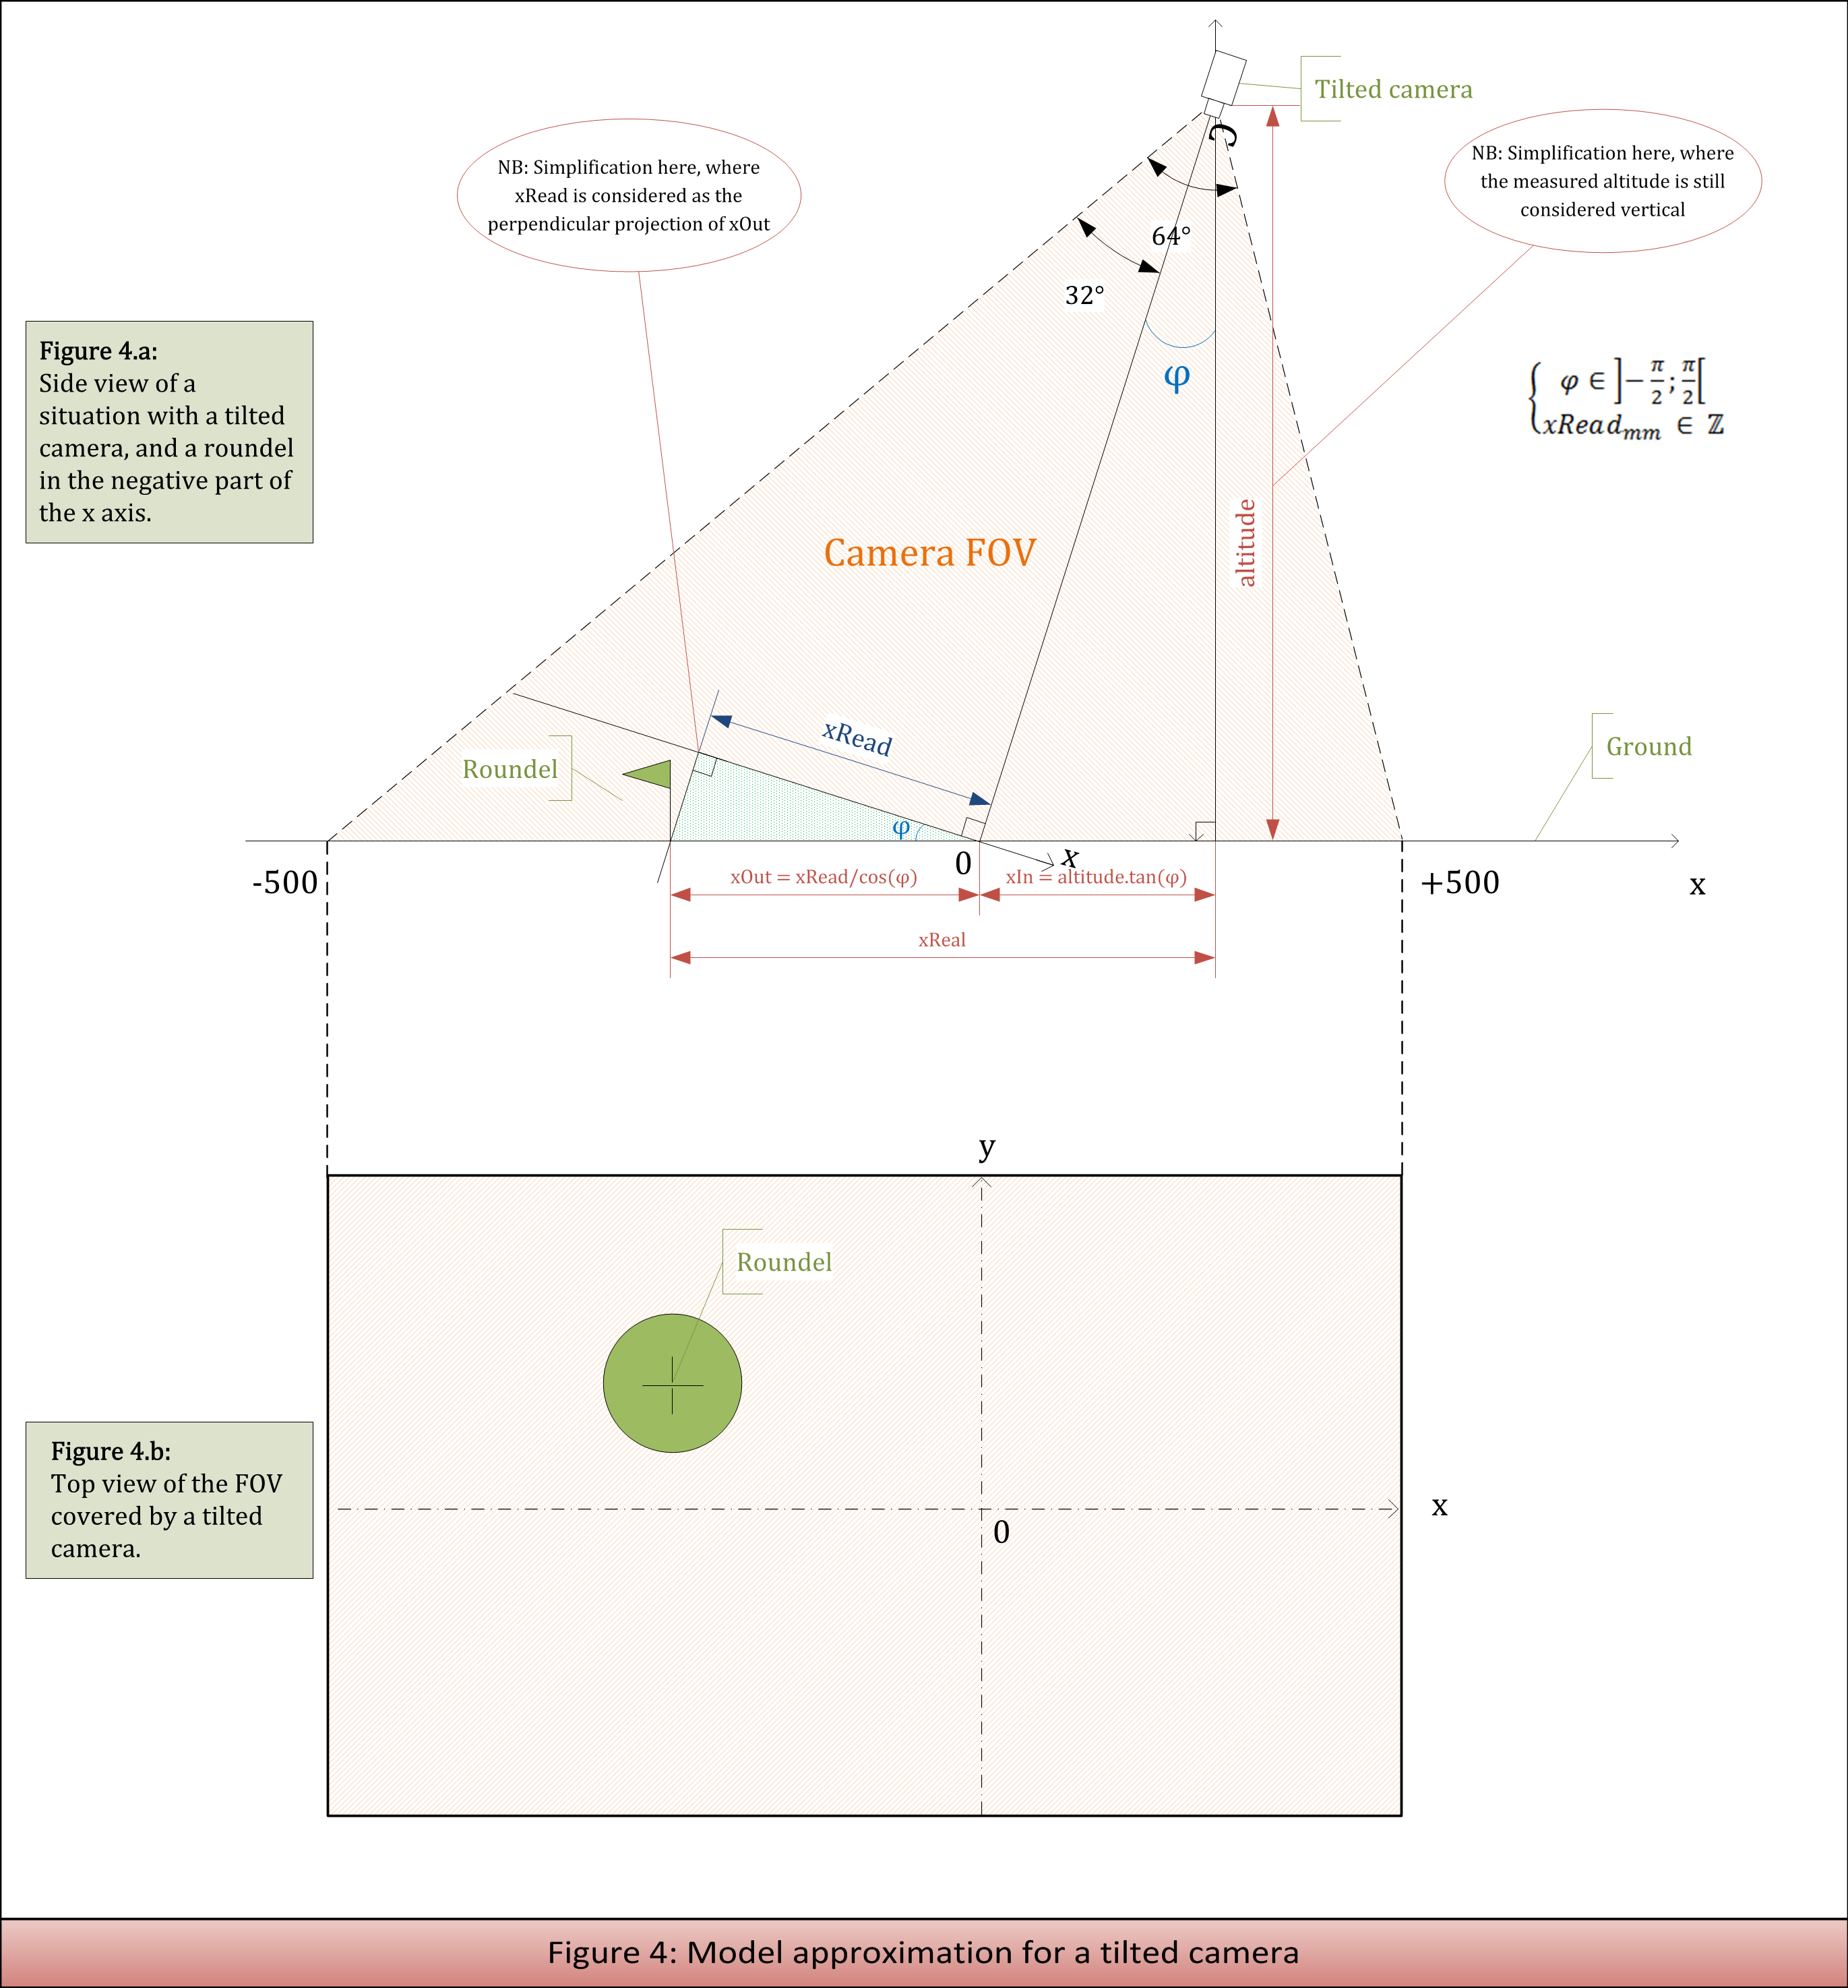 Tilted camera
C
NB: Simplification here, where
xRead is considered as the
perpendicular projection of xOut
NB: Simplification here, where
the measured altitude is still
considered vertical
64°
32°
φ
Figure 4.a:
Side view of a
situation with a tilted
camera, and a roundel
in the negative part of
the x axis.
φ ∈ ]−π/2 ; π/2[
xRead_mm ∈ ℤ
altitude
Camera FOV
xRead
Roundel
Ground
φ
0
x
-500
xOut = xRead/cos(φ)
xIn = altitude.tan(φ)
+500
x
xReal
y
Roundel
Figure 4.b:
Top view of the FOV
covered by a tilted
camera.
x
0
Figure 4: Model approximation for a tilted camera